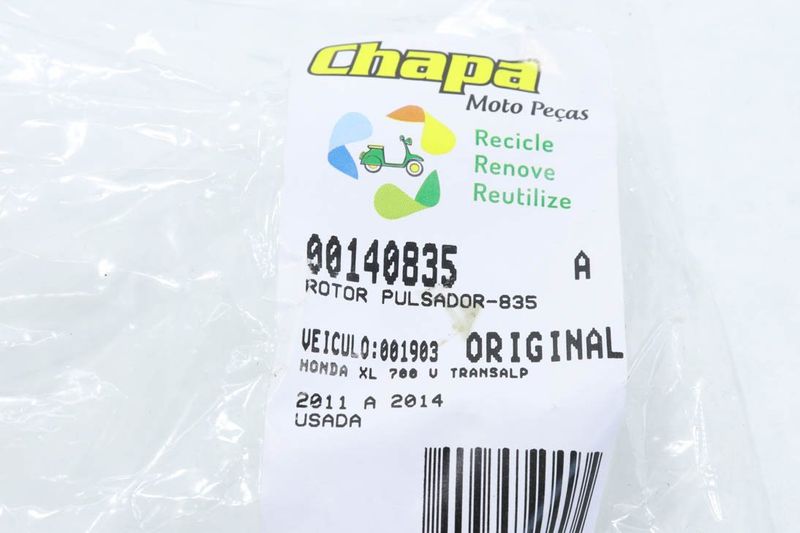 Chapa
Moto Peças
Recicle
Renove
Reutilize
00140835 A
ROTOR PULSADOR-835
VEICULO:001903 ORIGINAL
HONDA XL 700 V TRANSALP
2011 A 2014
USADA